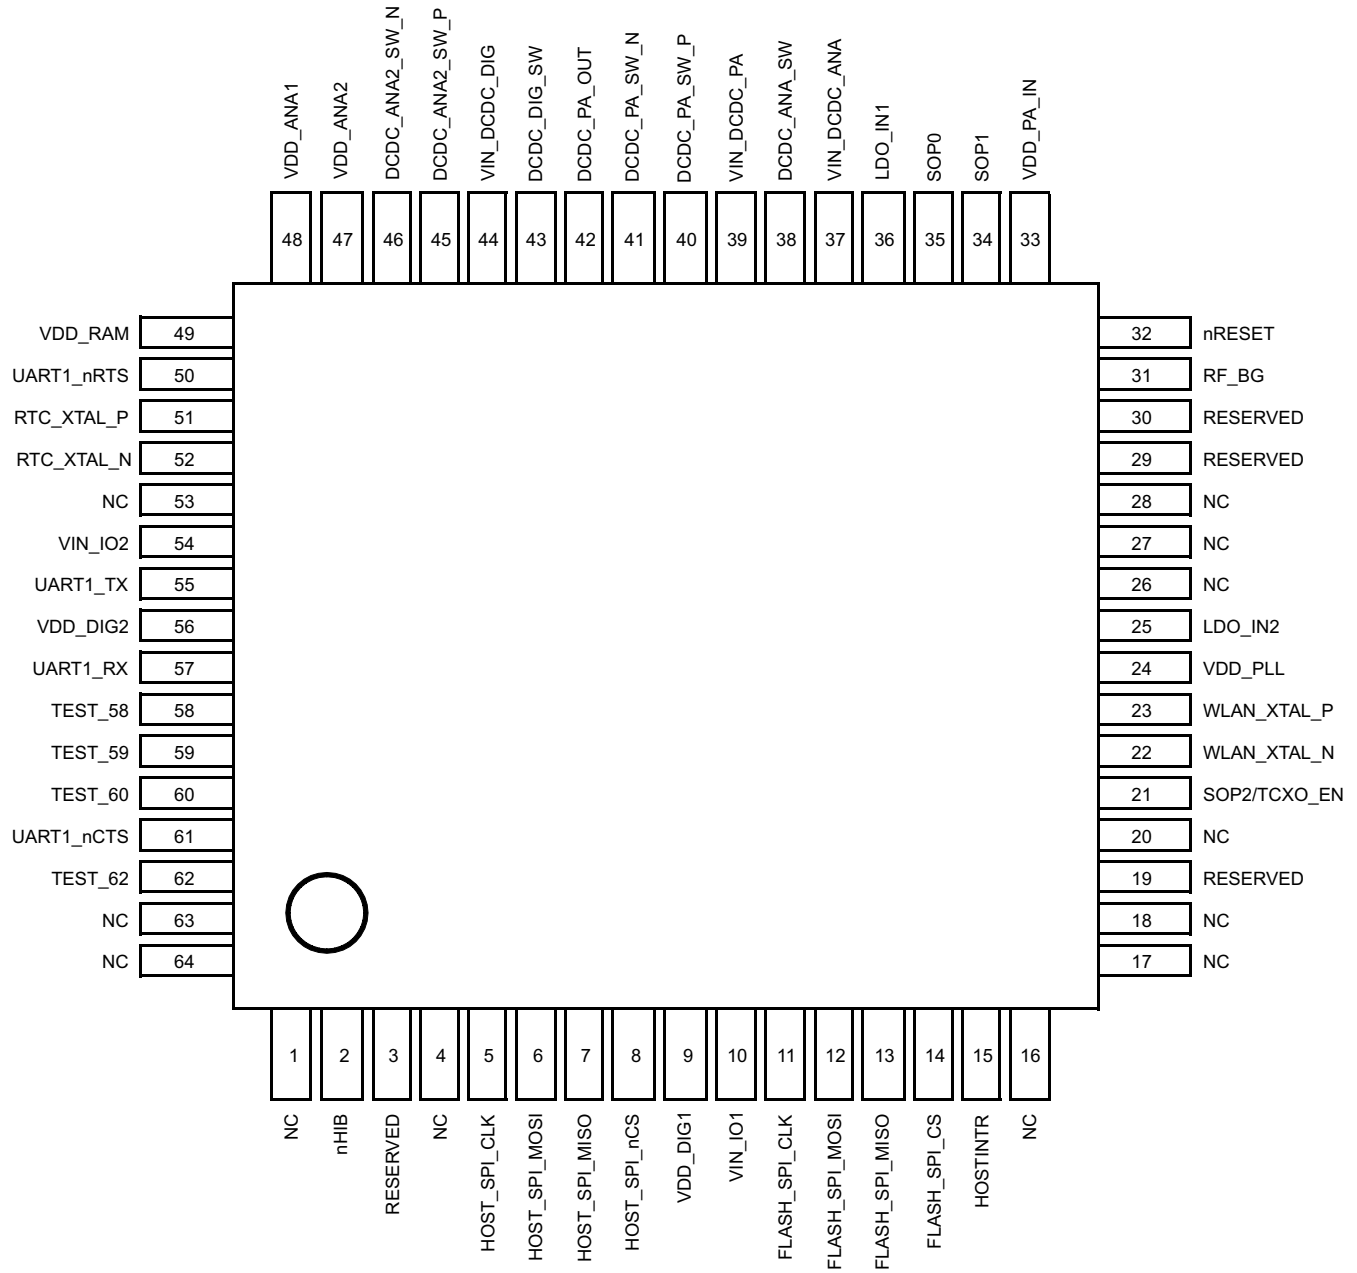 VDD_ANA1
VDD_ANA2
DCDC_ANA2_SW_N
DCDC_ANA2_SW_P
VIN_DCDC_DIG
DCDC_DIG_SW
DCDC_PA_OUT
DCDC_PA_SW_N
DCDC_PA_SW_P
VIN_DCDC_PA
DCDC_ANA_SW
VIN_DCDC_ANA
LDO_IN1
SOP0
SOP1
VDD_PA_IN
48 47 46 45 44 43 42 41 40 39 38 37 36 35 34 33
VDD_RAM 49
UART1_nRTS 50
RTC_XTAL_P 51
RTC_XTAL_N 52
NC 53
VIN_IO2 54
UART1_TX 55
VDD_DIG2 56
UART1_RX 57
TEST_58 58
TEST_59 59
TEST_60 60
UART1_nCTS 61
TEST_62 62
NC 63
NC 64
32 nRESET
31 RF_BG
30 RESERVED
29 RESERVED
28 NC
27 NC
26 NC
25 LDO_IN2
24 VDD_PLL
23 WLAN_XTAL_P
22 WLAN_XTAL_N
21 SOP2/TCXO_EN
20 NC
19 RESERVED
18 NC
17 NC
1 2 3 4 5 6 7 8 9 10 11 12 13 14 15 16
NC
nHIB
RESERVED
NC
HOST_SPI_CLK
HOST_SPI_MOSI
HOST_SPI_MISO
HOST_SPI_nCS
VDD_DIG1
VIN_IO1
FLASH_SPI_CLK
FLASH_SPI_MOSI
FLASH_SPI_MISO
FLASH_SPI_CS
HOSTINTR
NC